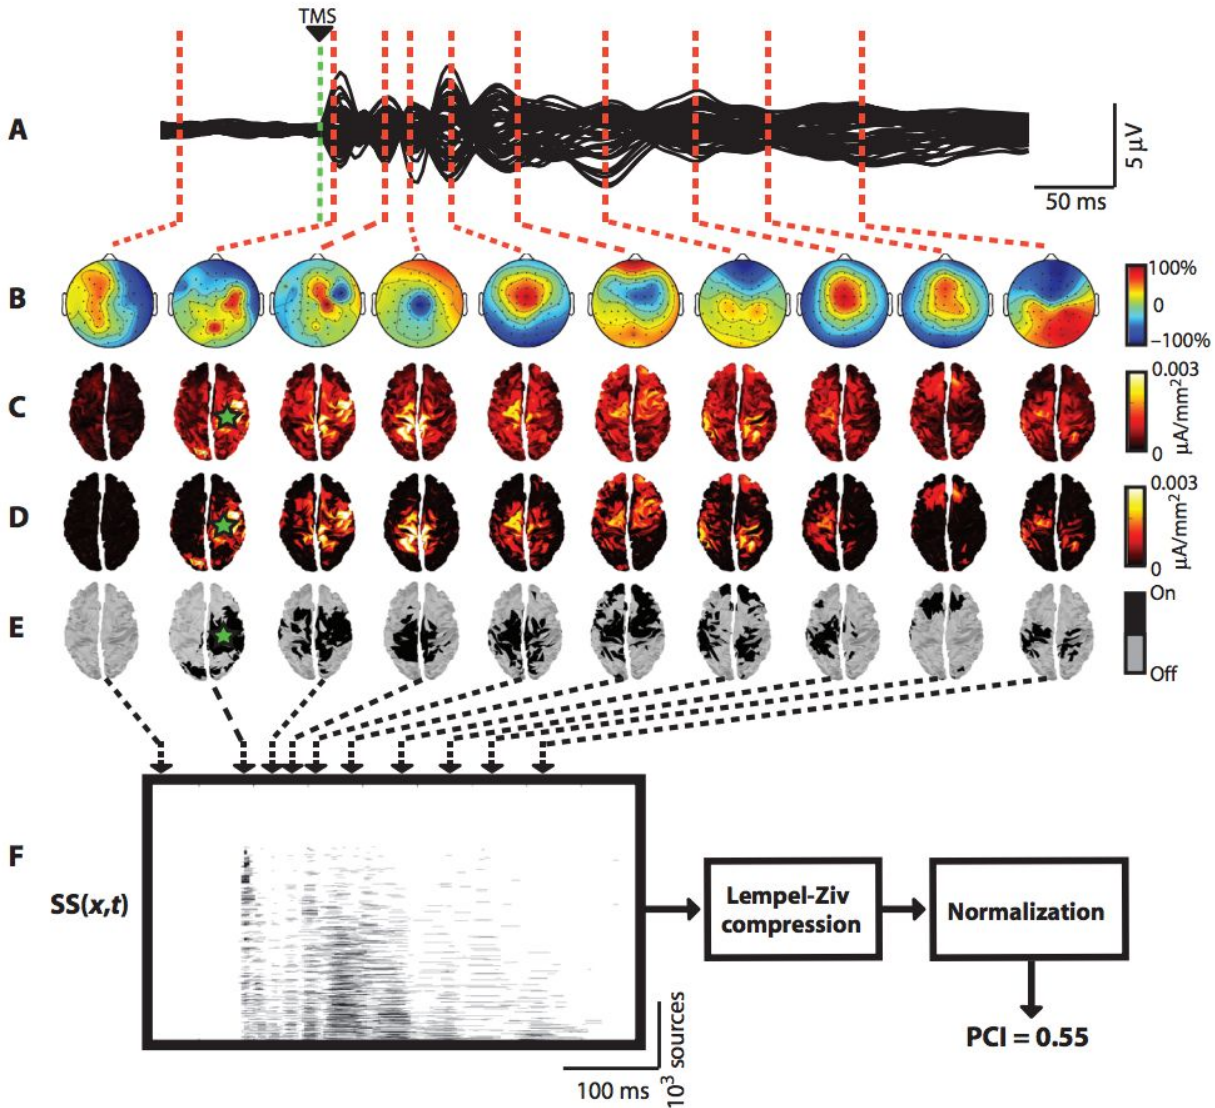 TMS
A
5 µV
50 ms
B
100%
0
−100%
C
0.003
µA/mm²
0
D
0.003
µA/mm²
0
E
On
Off
F
SS(x,t)
Lempel-Ziv
compression
Normalization
PCI = 0.55
10³ sources
100 ms